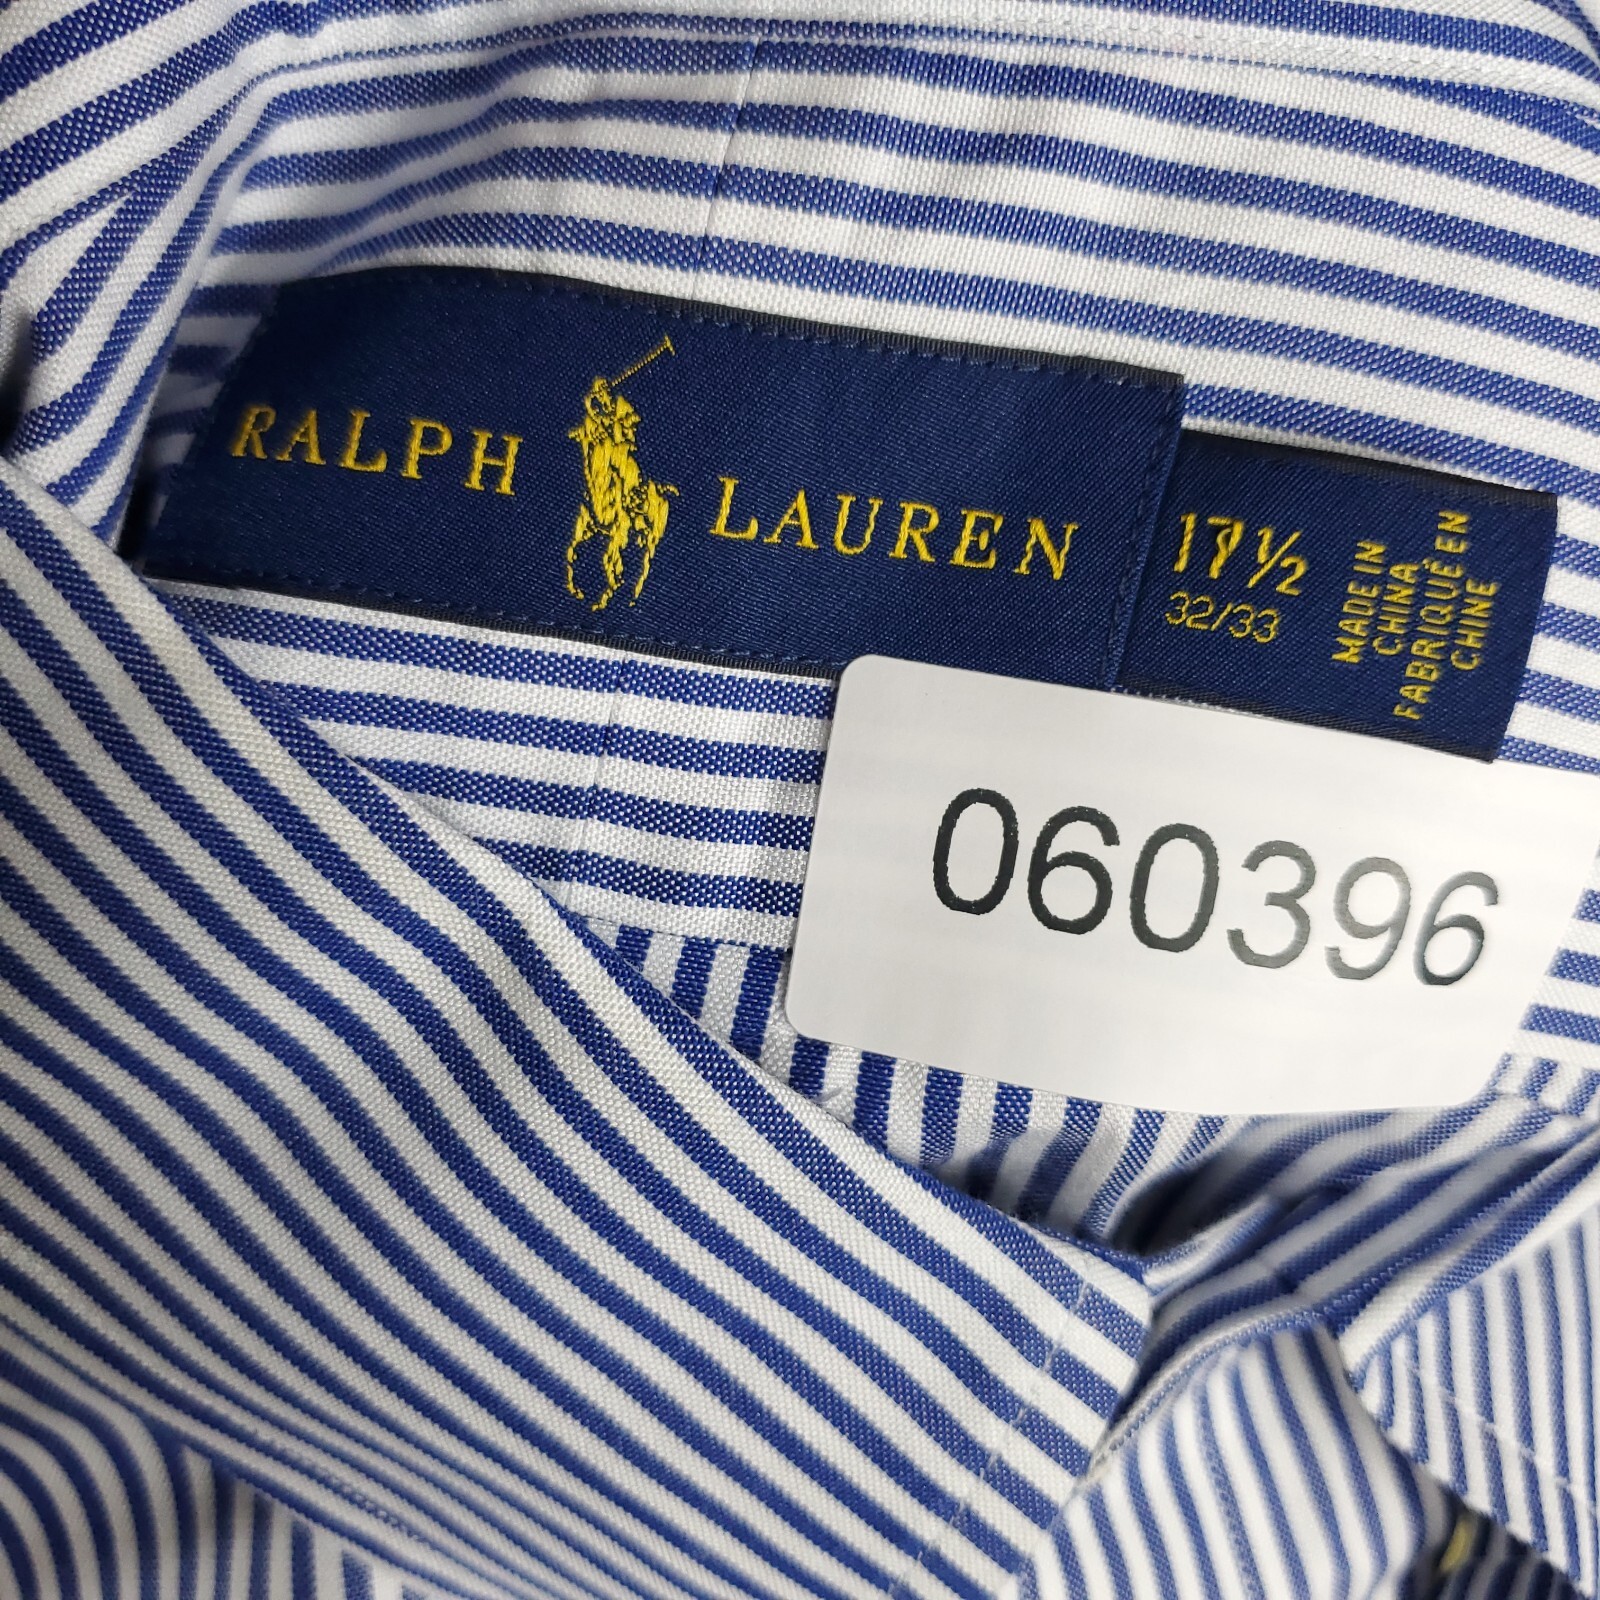 RALPH LAUREN
17½
32/33
MADE IN
CHINA
FABRIQUÉ EN
CHINE
060396